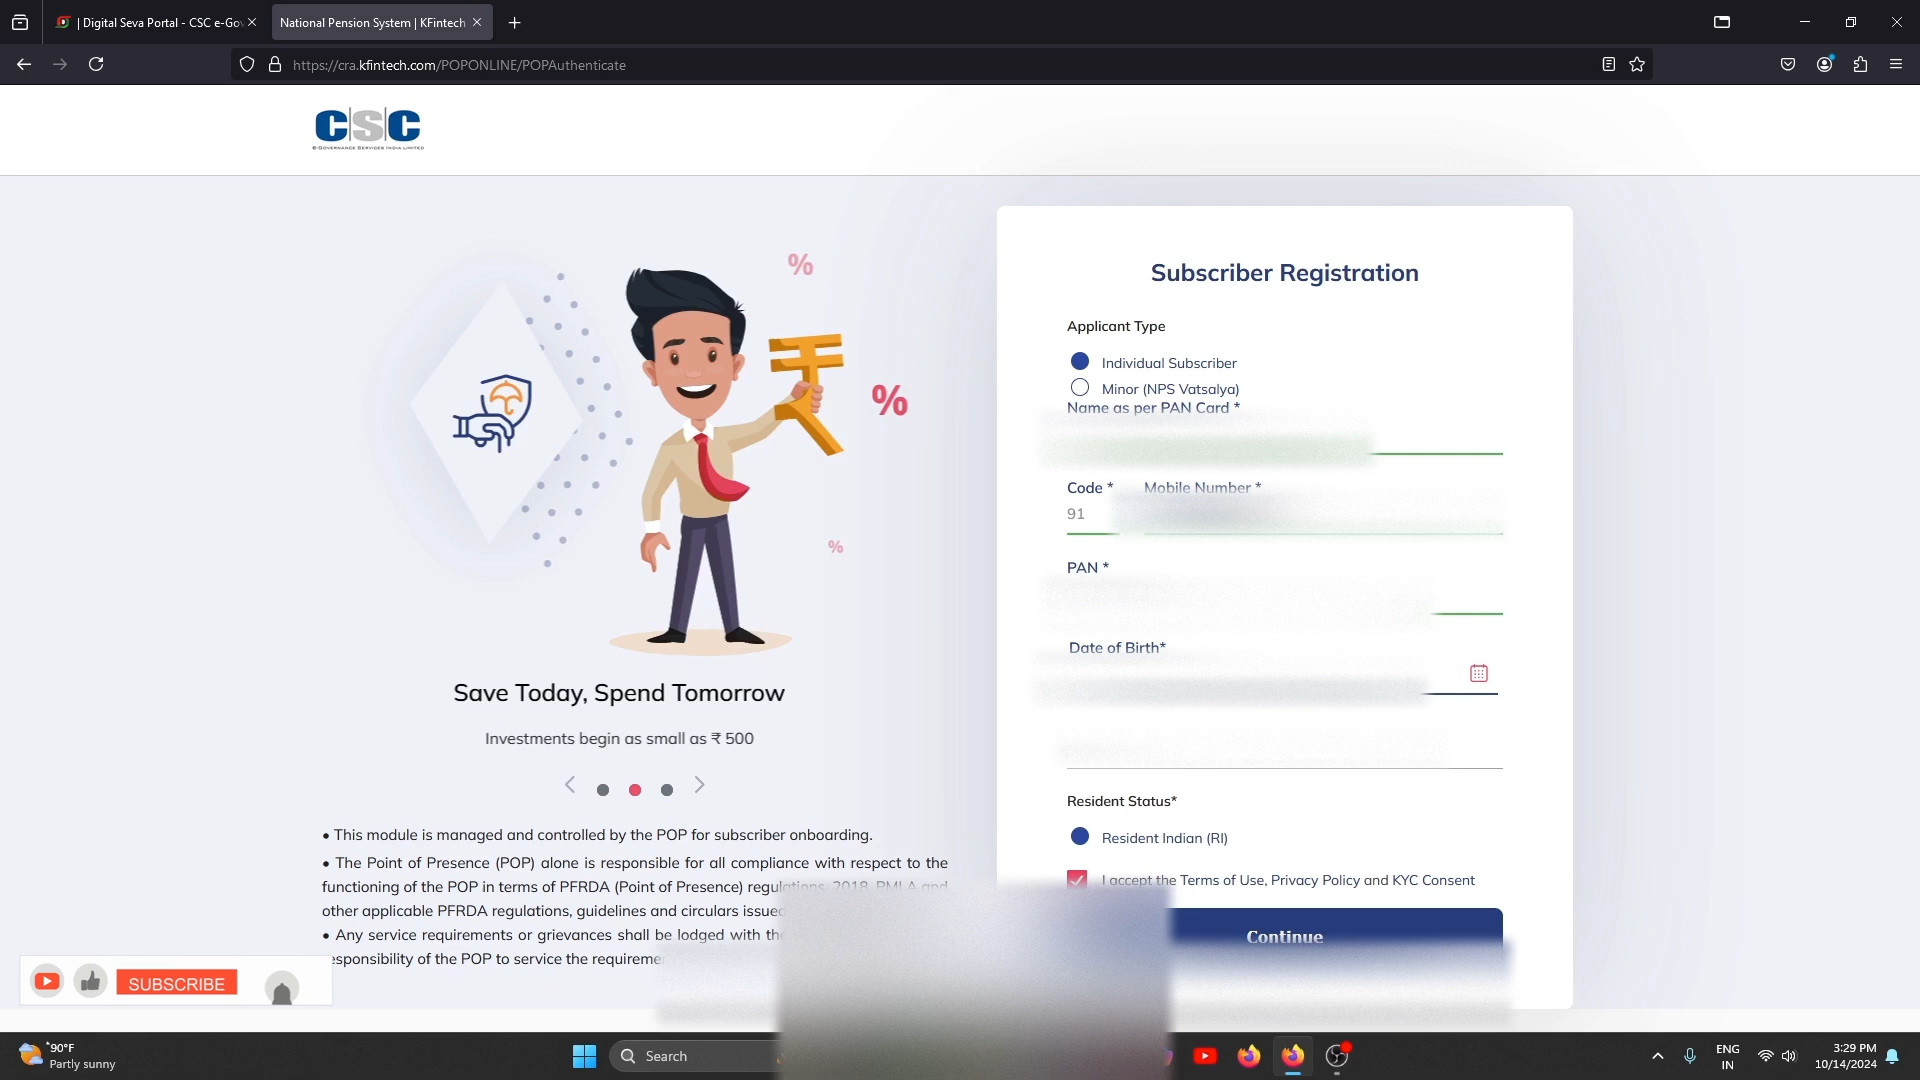 | Digital Seva Portal - CSC e-Gov
National Pension System | KFintech
https://cra.kfintech.com/POPONLINE/POPAuthenticate
CSC
e-Governance Services India Limited
%
%
%
Save Today, Spend Tomorrow
Investments begin as small as ₹ 500
• This module is managed and controlled by the POP for subscriber onboarding.
• The Point of Presence (POP) alone is responsible for all compliance with respect to the
functioning of the POP in terms of PFRDA (Point of Presence) regulations, 2018, PMLA and
other applicable PFRDA regulations, guidelines and circulars issued
• Any service requirements or grievances shall be lodged with the
responsibility of the POP to service the
Subscriber Registration
Applicant Type
Individual Subscriber
Minor (NPS Vatsalya)
Name as per PAN Card *
Code *
Mobile Number *
91
PAN *
Date of Birth*
Resident Status*
Resident Indian (RI)
I accept the Terms of Use, Privacy Policy and KYC Consent
Continue
SUBSCRIBE
90°F
Partly sunny
Search
ENG
IN
3:29 PM
10/14/2024